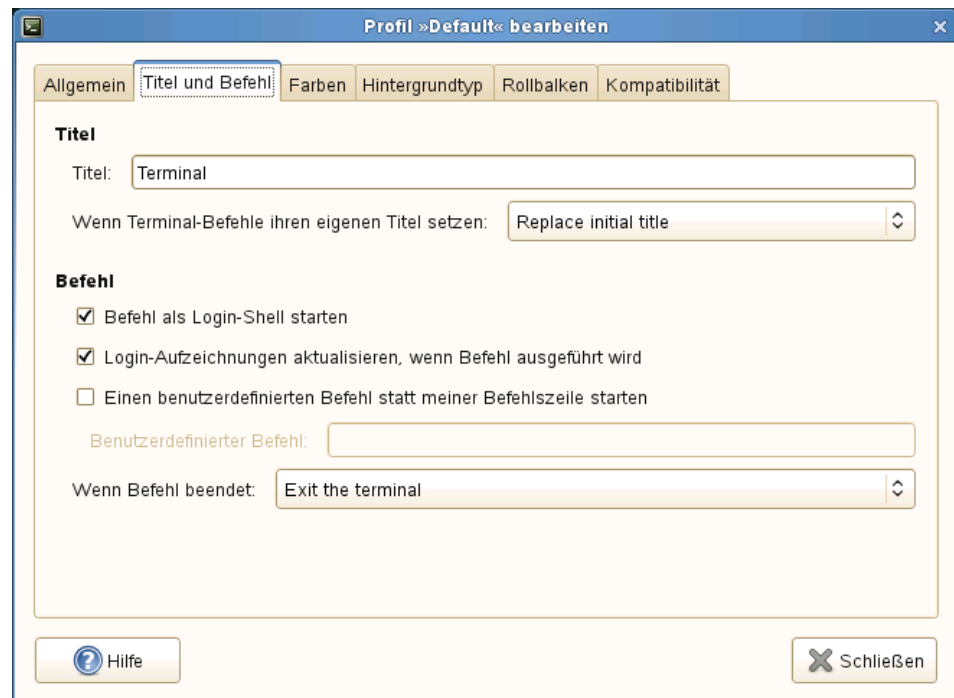 Profil »Default« bearbeiten
Allgemein Titel und Befehl Farben Hintergrundtyp Rollbalken Kompatibilität
Titel
Titel: Terminal
Wenn Terminal-Befehle ihren eigenen Titel setzen: Replace initial title
Befehl
Befehl als Login-Shell starten
Login-Aufzeichnungen aktualisieren, wenn Befehl ausgeführt wird
Einen benutzerdefinierten Befehl statt meiner Befehlszeile starten
Benutzerdefinierter Befehl:
Wenn Befehl beendet: Exit the terminal
Hilfe Schließen